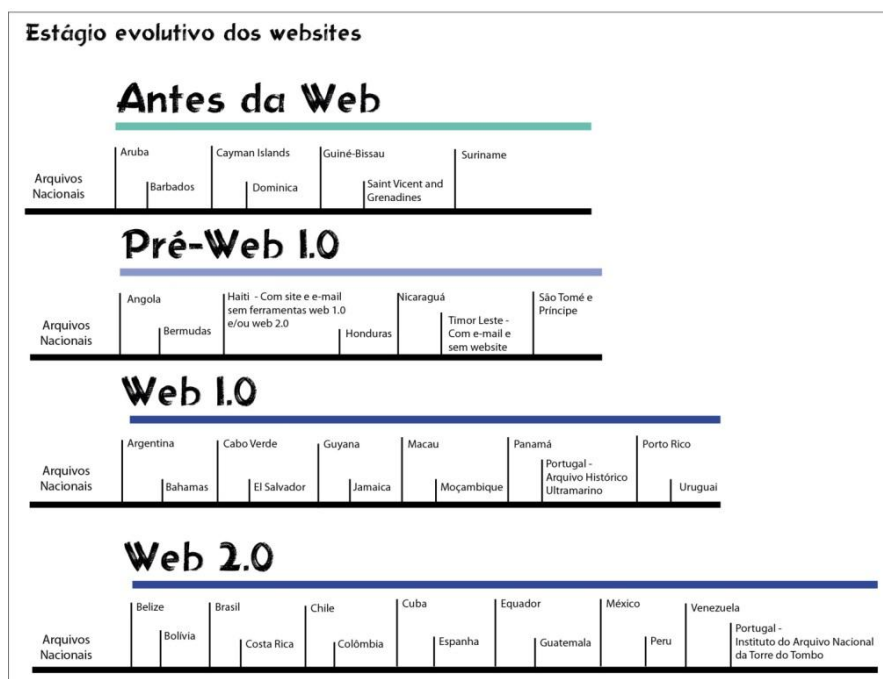 Estágio evolutivo dos websites
Antes da Web
Arquivos
Nacionais
Aruba
Barbados
Cayman Islands
Dominica
Guiné-Bissau
Saint Vicent and
Grenadines
Suriname
Pré-Web 1.0
Arquivos
Nacionais
Angola
Bermudas
Haiti - Com site e e-mail
sem ferramentas web 1.0
e/ou web 2.0
Honduras
Nicaraguá
Timor Leste -
Com e-mail e
sem website
São Tomé e
Príncipe
Web 1.0
Arquivos
Nacionais
Argentina
Bahamas
Cabo Verde
El Salvador
Guyana
Jamaica
Macau
Moçambique
Panamá
Portugal -
Arquivo Histórico
Ultramarino
Porto Rico
Uruguai
Web 2.0
Arquivos
Nacionais
Belize
Bolívia
Brasil
Costa Rica
Chile
Colômbia
Cuba
Espanha
Equador
Guatemala
México
Peru
Venezuela
Portugal -
Instituto do Arquivo Nacional
da Torre do Tombo